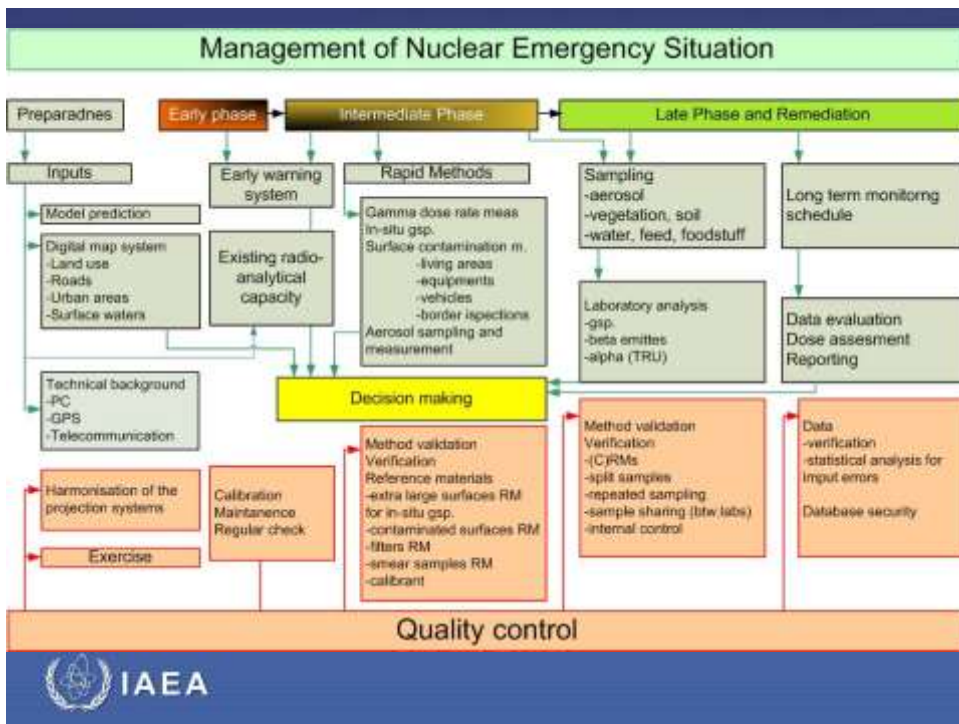 Management of Nuclear Emergency Situation
Preparadnes
Early phase
Intermediate Phase
Late Phase and Remediation
Inputs
Model prediction
Digital map system
-Land use
-Roads
-Urban areas
-Surface waters
Technical background
-PC
-GPS
-Telecommunication
Early warning
system
Existing radio-
analytical
capacity
Rapid Methods
Gamma dose rate meas
in-situ gsp.
Surface contamination m.
-living areas
-equipments
-vehicles
-border ispections
Aerosol sampling and
measurement
Sampling
-aerosol
-vegetation, soil
-water, feed, foodstuff
Laboratory analysis
-gsp.
-beta emittes
-alpha (TRU)
Long term monitorng
schedule
Data evaluation
Dose assesment
Reporting
Decision making
Harmonisation of the
projection systems
Exercise
Calibration
Maintanence
Regular check
Method validation
Verification
Reference materials
-extra large surfaces RM
for in-situ gsp.
-contaminated surfaces RM
-filters RM
-smear samples RM
-calibrant
Method validation
Verification
-(C)RMs
-split samples
-repeated sampling
-sample sharing (btw labs)
-internal control
Data
-verification
-statistical analysis for
imput errors
Database security
Quality control
IAEA